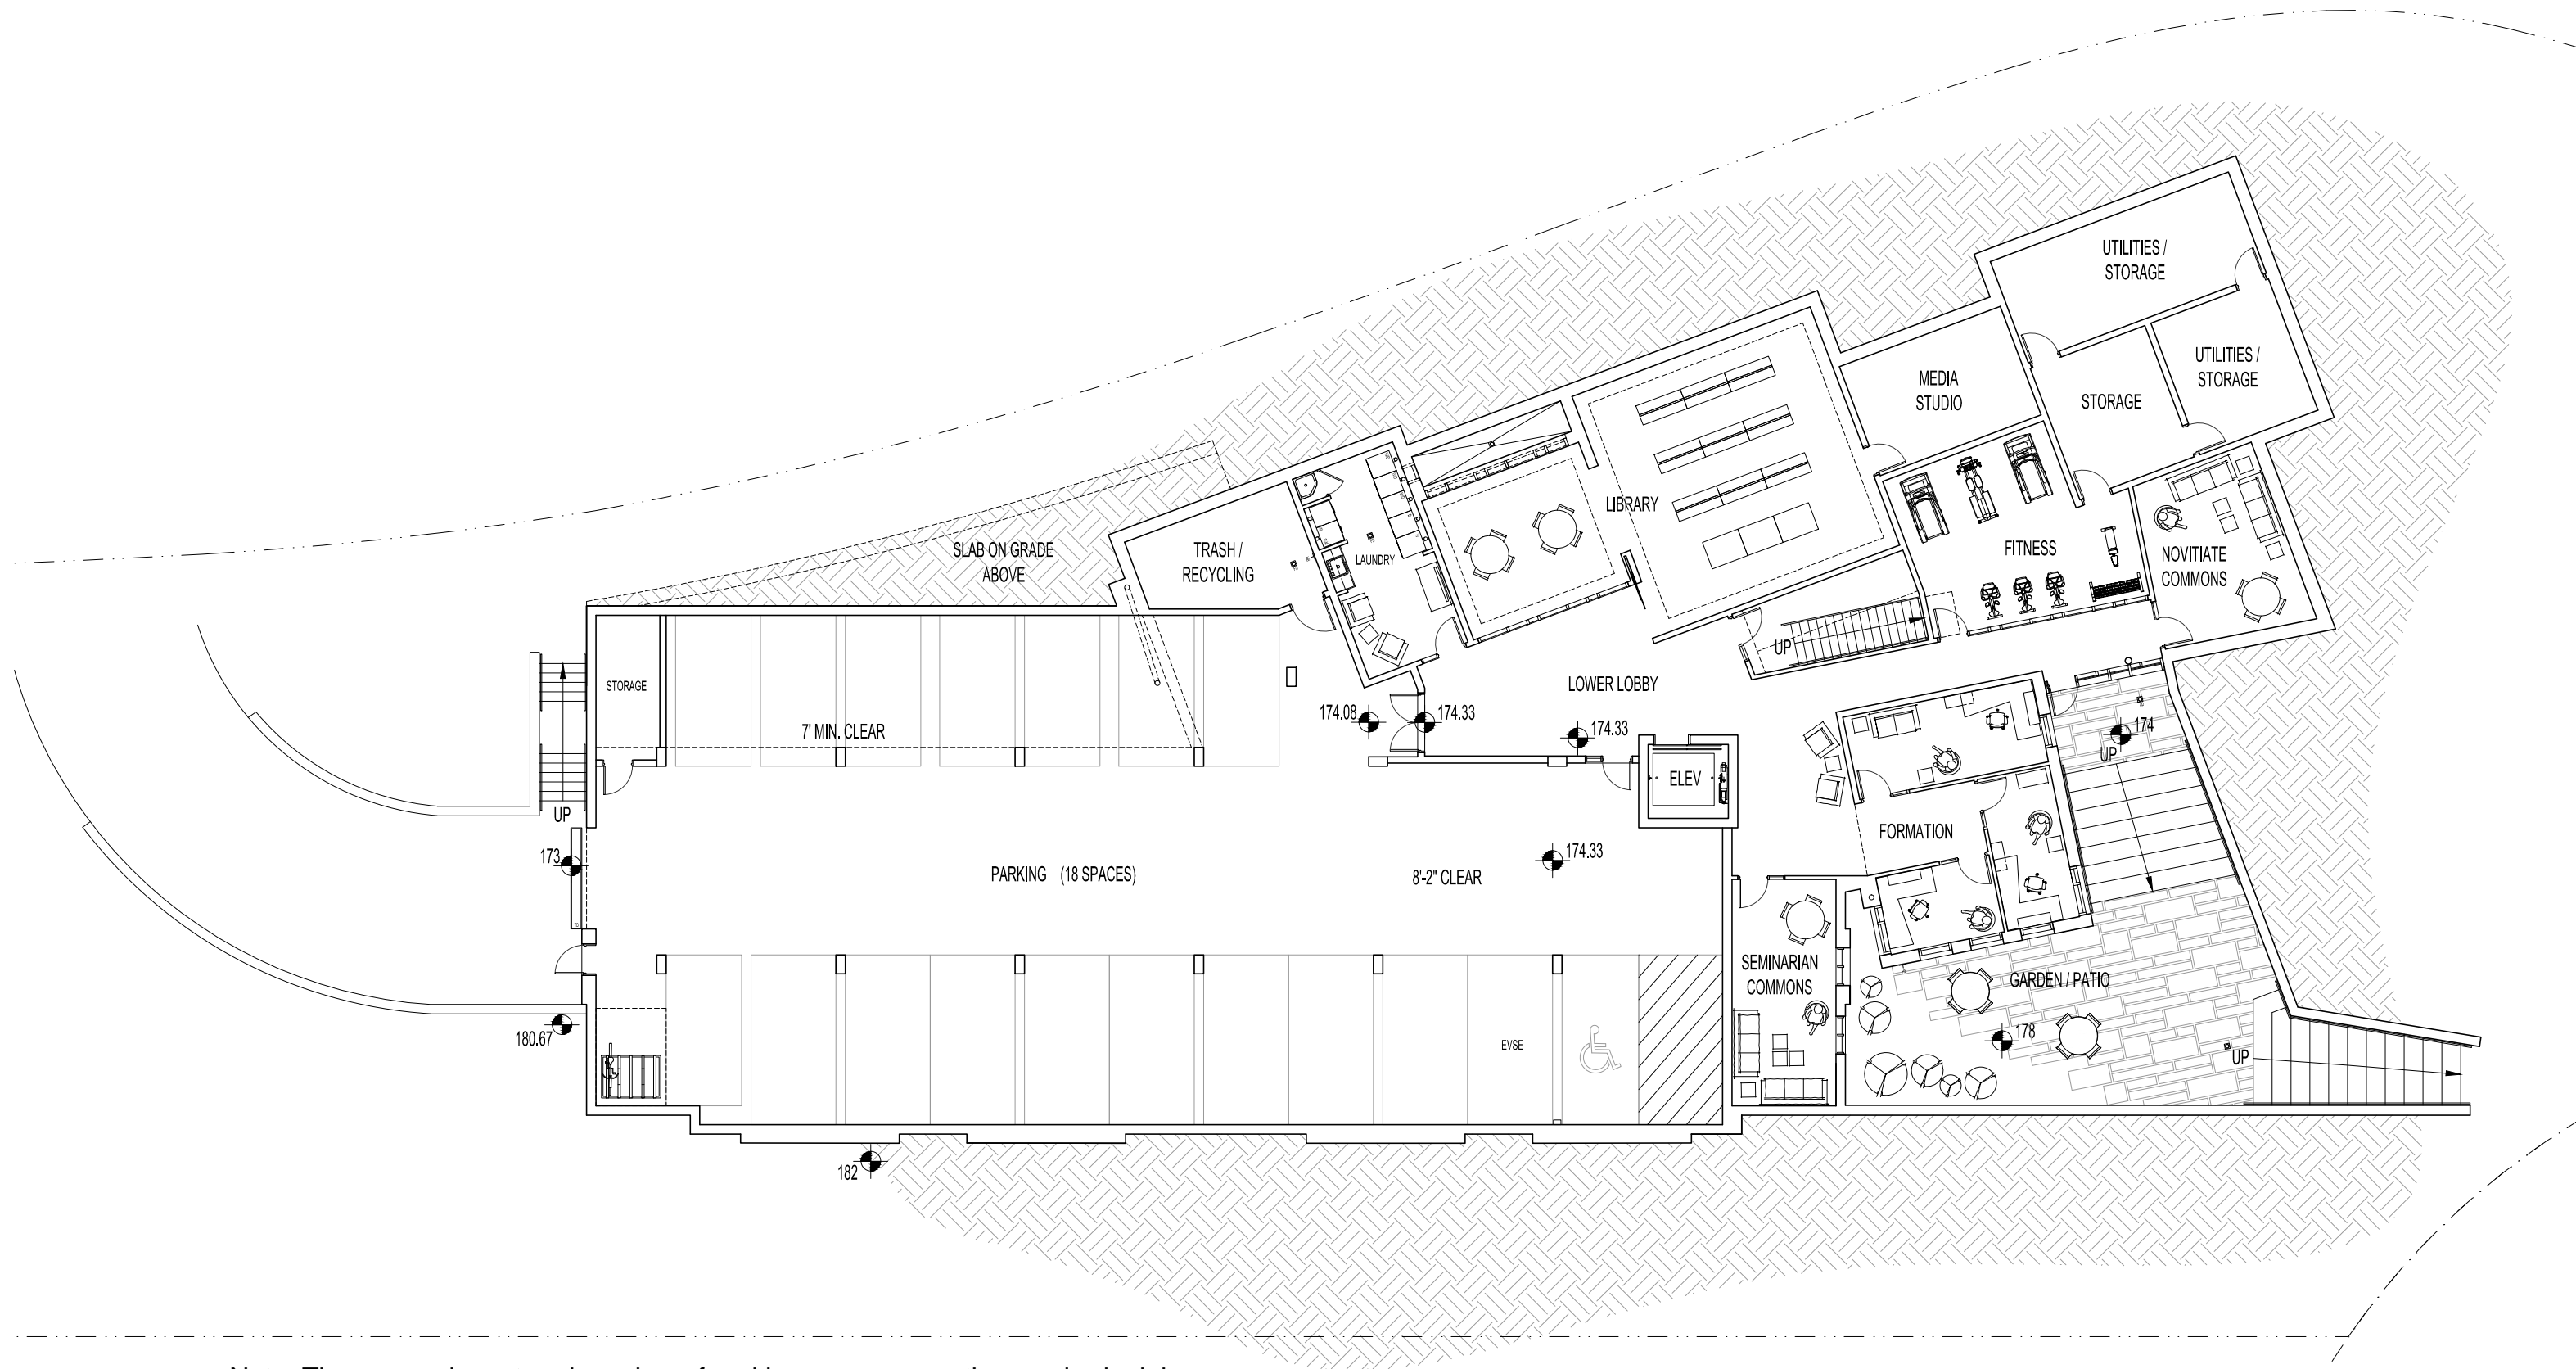 UTILITIES /
STORAGE
UTILITIES /
STORAGE
MEDIA
STUDIO
STORAGE
LIBRARY
FITNESS
NOVITIATE
COMMONS
SLAB ON GRADE
ABOVE
TRASH /
RECYCLING
LAUNDRY
UP
STORAGE
LOWER LOBBY
7' MIN. CLEAR
174.08
174.33
174.33
174
UP
ELEV
UP
FORMATION
173
PARKING (18 SPACES)
8'-2" CLEAR
174.33
SEMINARIAN
COMMONS
GARDEN / PATIO
180.67
EVSE
178
UP
182